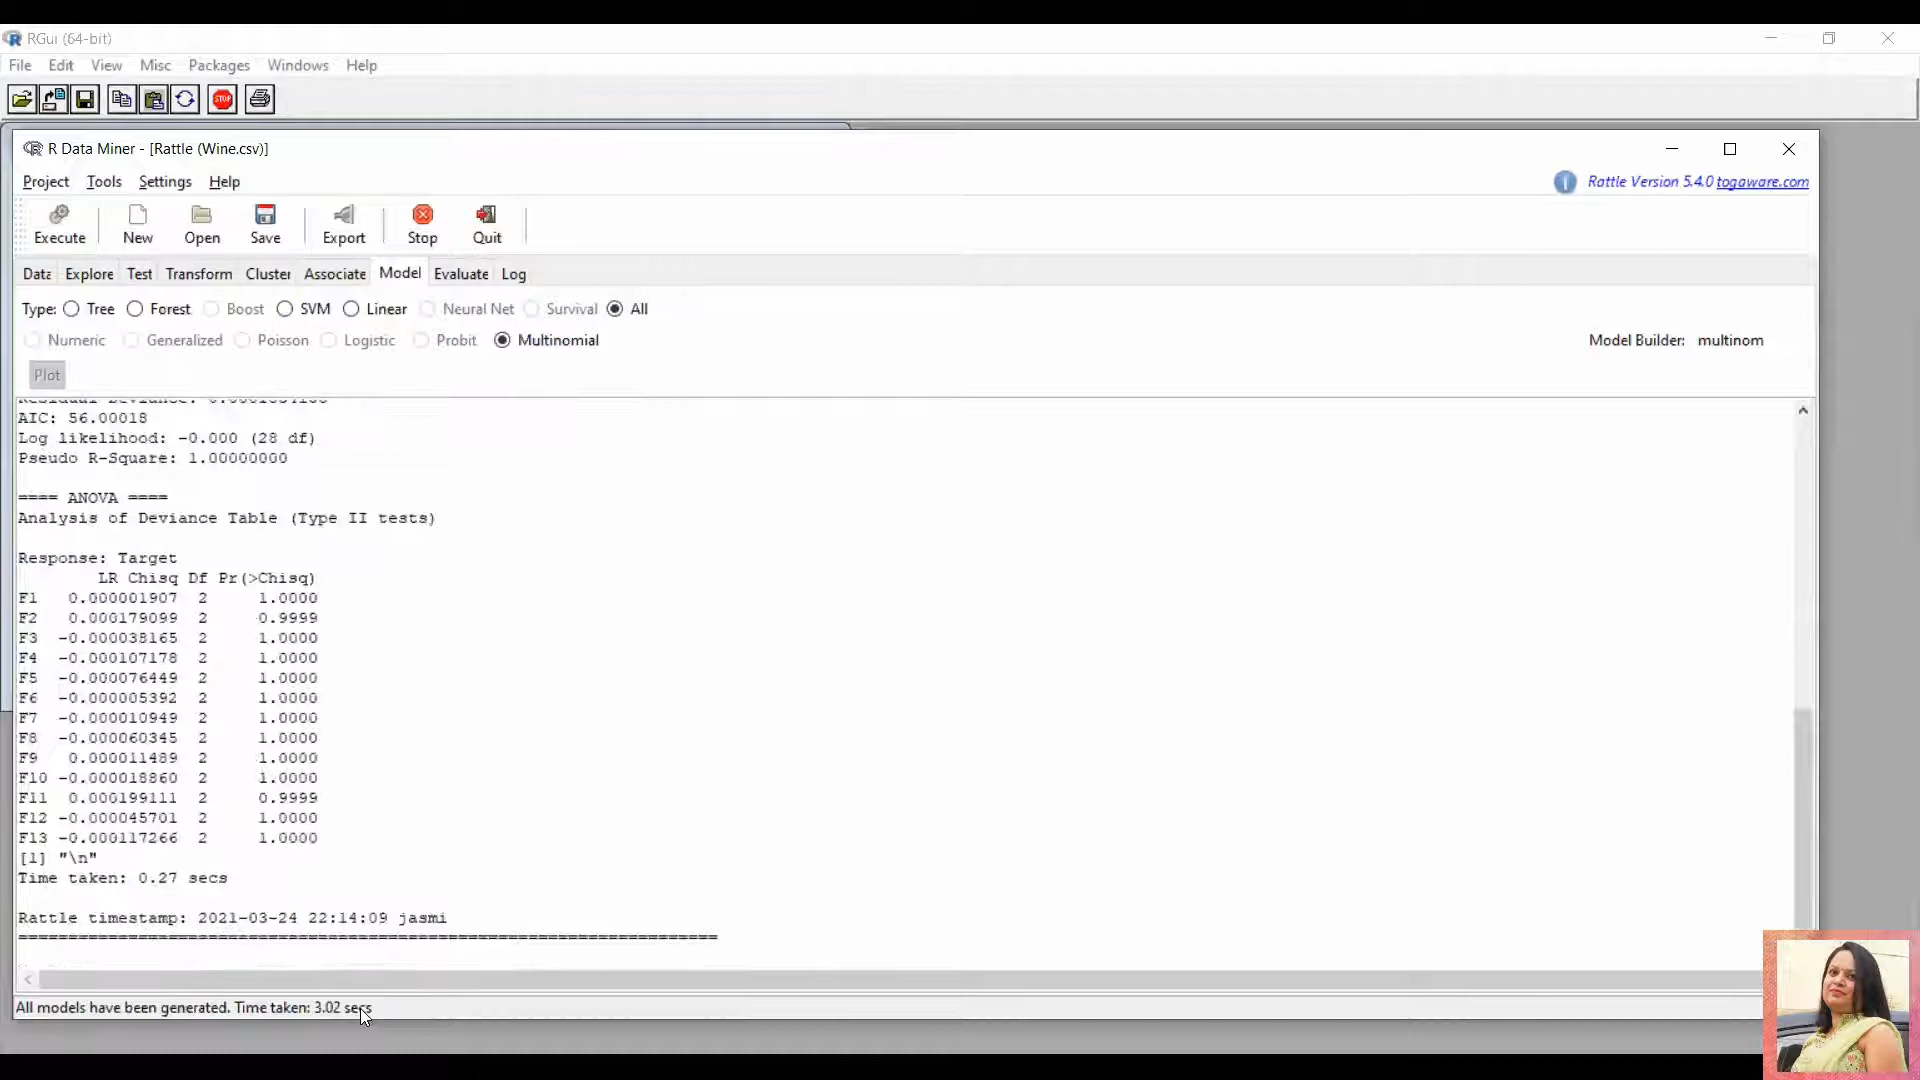 RGui (64-bit)
File Edit View Misc Packages Windows Help
STOP
R Data Miner - [Rattle (Wine.csv)]
Project Tools Settings Help
Rattle Version 5.4.0 togaware.com
Execute New Open Save Export Stop Quit
Data Explore Test Transform Cluster Associate Model Evaluate Log
Type: Tree Forest Boost SVM Linear Neural Net Survival All
Numeric Generalized Poisson Logistic Probit Multinomial Model Builder: multinom
Plot
AIC: 56.00018
Log likelihood: -0.000 (28 df)
Pseudo R-Square: 1.00000000
==== ANOVA ====
Analysis of Deviance Table (Type II tests)
Response: Target
LR Chisq Df Pr(>Chisq)
F1 0.000001907 2 1.0000
F2 0.000179099 2 0.9999
F3 -0.000038165 2 1.0000
F4 -0.000107178 2 1.0000
F5 -0.000076449 2 1.0000
F6 -0.000005392 2 1.0000
F7 -0.000010949 2 1.0000
F8 -0.000060345 2 1.0000
F9 0.000011489 2 1.0000
F10 -0.000018860 2 1.0000
F11 0.000199111 2 0.9999
F12 -0.000045701 2 1.0000
F13 -0.000117266 2 1.0000
[1] "\n"
Time taken: 0.27 secs
Rattle timestamp: 2021-03-24 22:14:09 jasmi
======================================================================
All models have been generated. Time taken: 3.02 secs